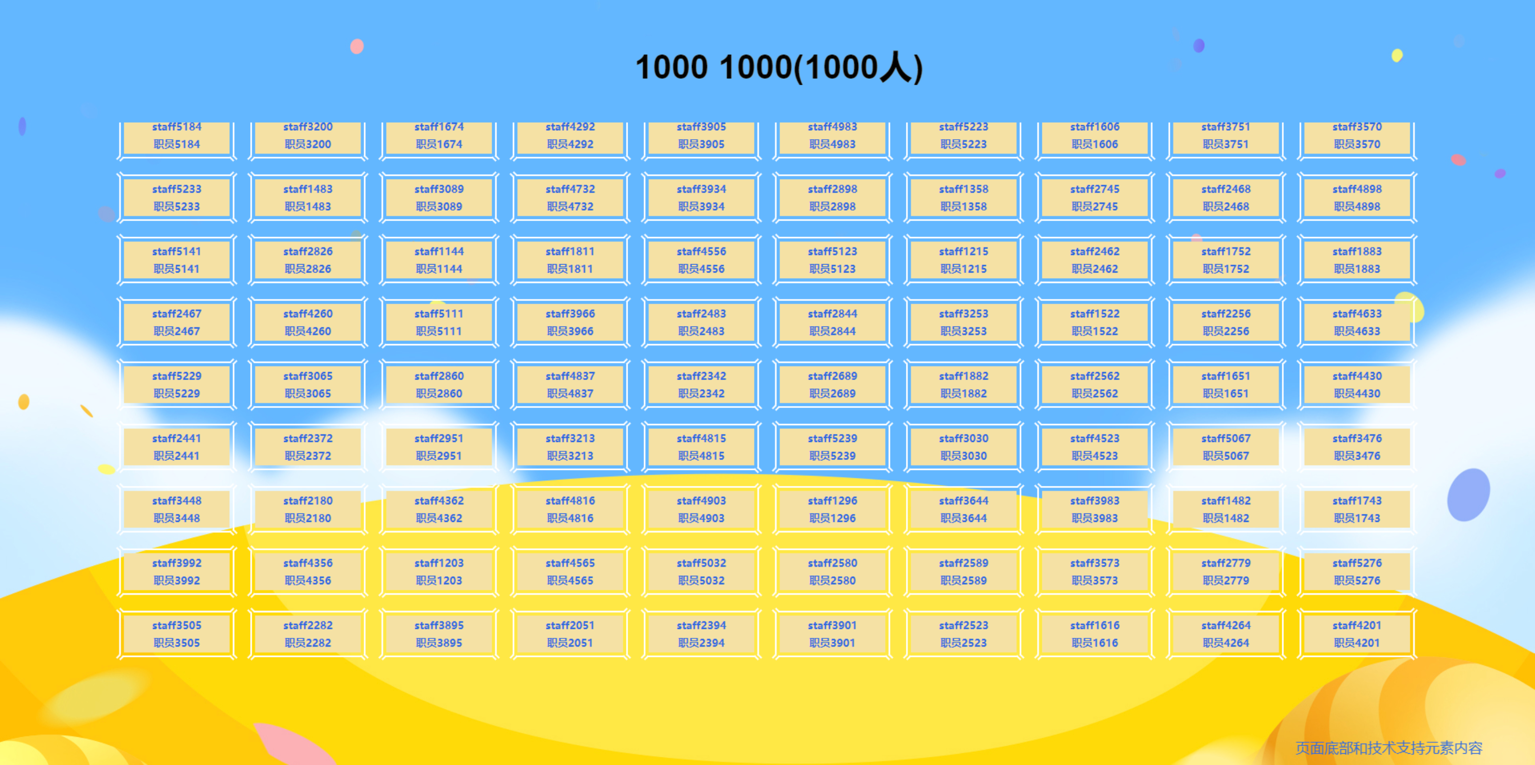 1000 1000(1000人)
staff5184 staff3200 staff1674 staff4292 staff3905 staff4983 staff5223 staff1606 staff3751 staff3570
职员5184 职员3200 职员1674 职员4292 职员3905 职员4983 职员5223 职员1606 职员3751 职员3570
staff5233 staff1483 staff3089 staff4732 staff3934 staff2898 staff1358 staff2745 staff2468 staff4898
职员5233 职员1483 职员3089 职员4732 职员3934 职员2898 职员1358 职员2745 职员2468 职员4898
staff5141 staff2826 staff1144 staff1811 staff4556 staff5123 staff1215 staff2462 staff1752 staff1883
职员5141 职员2826 职员1144 职员1811 职员4556 职员5123 职员1215 职员2462 职员1752 职员1883
staff2467 staff4260 staff5111 staff3966 staff2483 staff2844 staff3253 staff1522 staff2256 staff4633
职员2467 职员4260 职员5111 职员3966 职员2483 职员2844 职员3253 职员1522 职员2256 职员4633
staff5229 staff3065 staff2860 staff4837 staff2342 staff2689 staff1882 staff2562 staff1651 staff4430
职员5229 职员3065 职员2860 职员4837 职员2342 职员2689 职员1882 职员2562 职员1651 职员4430
staff2441 staff2372 staff2951 staff3213 staff4815 staff5239 staff3030 staff4523 staff5067 staff3476
职员2441 职员2372 职员2951 职员3213 职员4815 职员5239 职员3030 职员4523 职员5067 职员3476
staff3448 staff2180 staff4362 staff4816 staff4903 staff1296 staff3644 staff3983 staff1482 staff1743
职员3448 职员2180 职员4362 职员4816 职员4903 职员1296 职员3644 职员3983 职员1482 职员1743
staff3992 staff4356 staff1203 staff4565 staff5032 staff2580 staff2589 staff3573 staff2779 staff5276
职员3992 职员4356 职员1203 职员4565 职员5032 职员2580 职员2589 职员3573 职员2779 职员5276
staff3505 staff2282 staff3895 staff2051 staff2394 staff3901 staff2523 staff1616 staff4264 staff4201
职员3505 职员2282 职员3895 职员2051 职员2394 职员3901 职员2523 职员1616 职员4264 职员4201
页面底部和技术支持元素内容